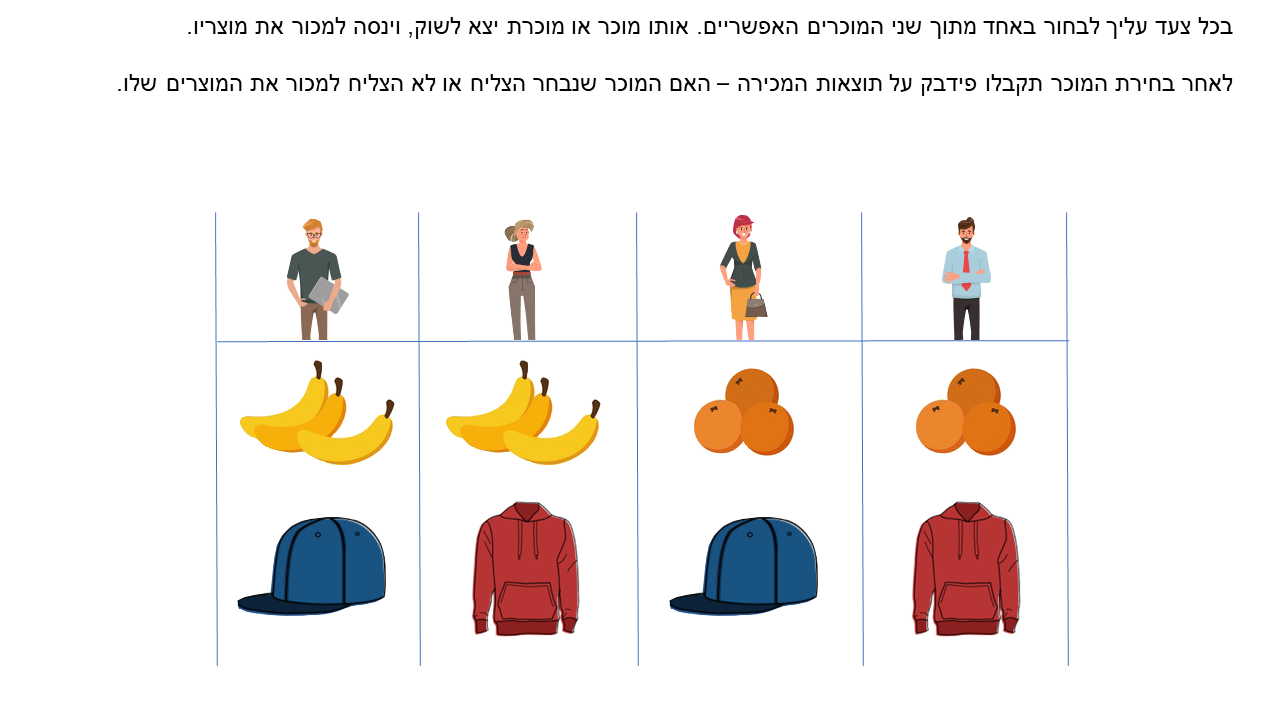 בכל צעד עליך לבחור באחד מתוך שני המוכרים האפשריים. אותו מוכר או מוכרת יצא לשוק, וינסה למכור את מוצריו.
לאחר בחירת המוכר תקבלו פידבק על תוצאות המכירה – האם המוכר שנבחר הצליח או לא הצליח למכור את המוצרים שלו.